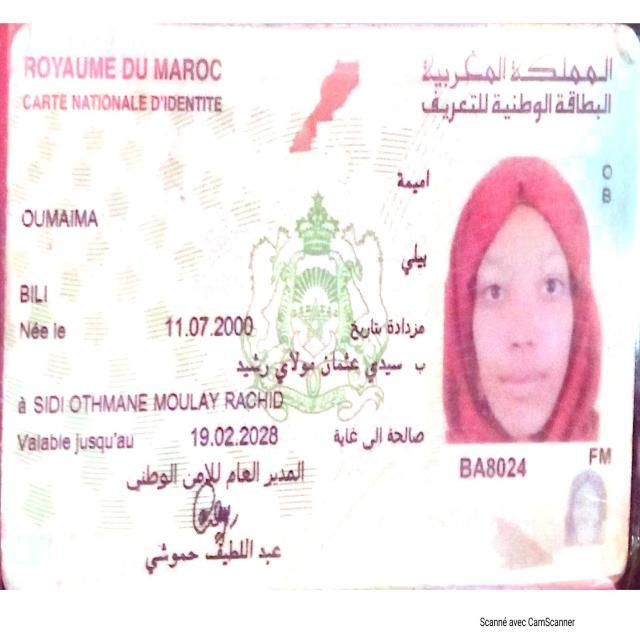 ROYAUME DU MAROC
المملكة المغربية
CARTE NATIONALE D'IDENTITE
البطاقة الوطنية للتعريف
اميمة
OUMAIMA
بيلي
BILI
Née le 11.07.2000 مزدادة بتاريخ
ب سيدي عثمان مولاي رشيد
à SIDI OTHMANE MOULAY RACHID
Valable jusqu'au 19.02.2028 صالحة الى غاية
المدير العام للأمن الوطني
عبد اللطيف حموشي
O
B
BA8024
FM
Scanné avec CamScanner